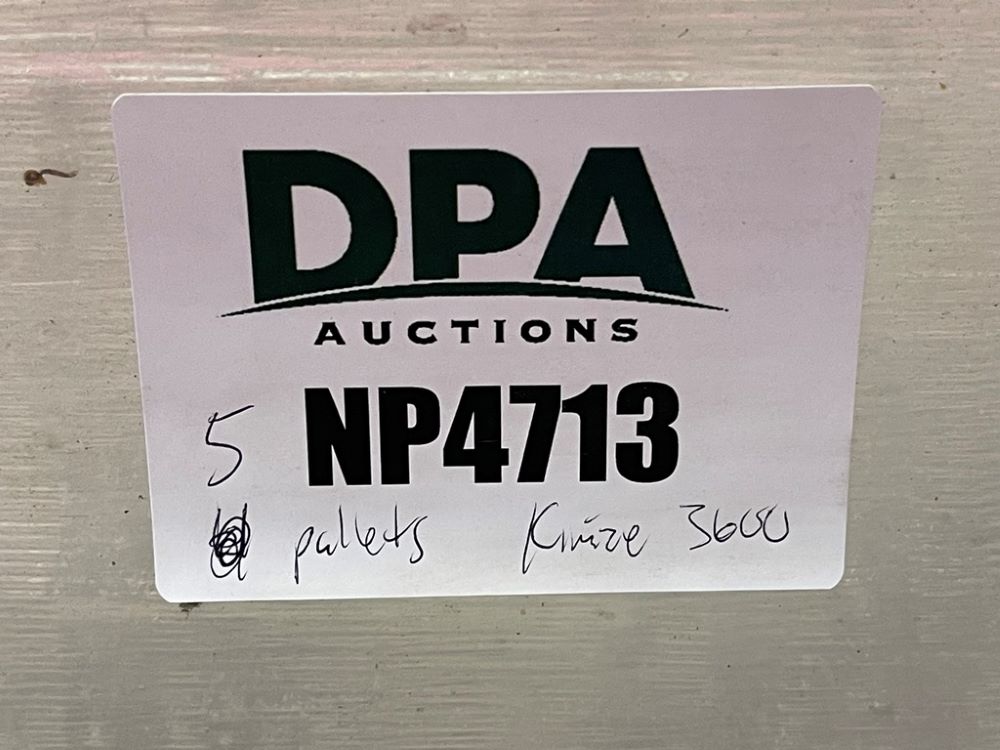 DPA
AUCTIONS
NP4713
5
pallets Kinze 3600